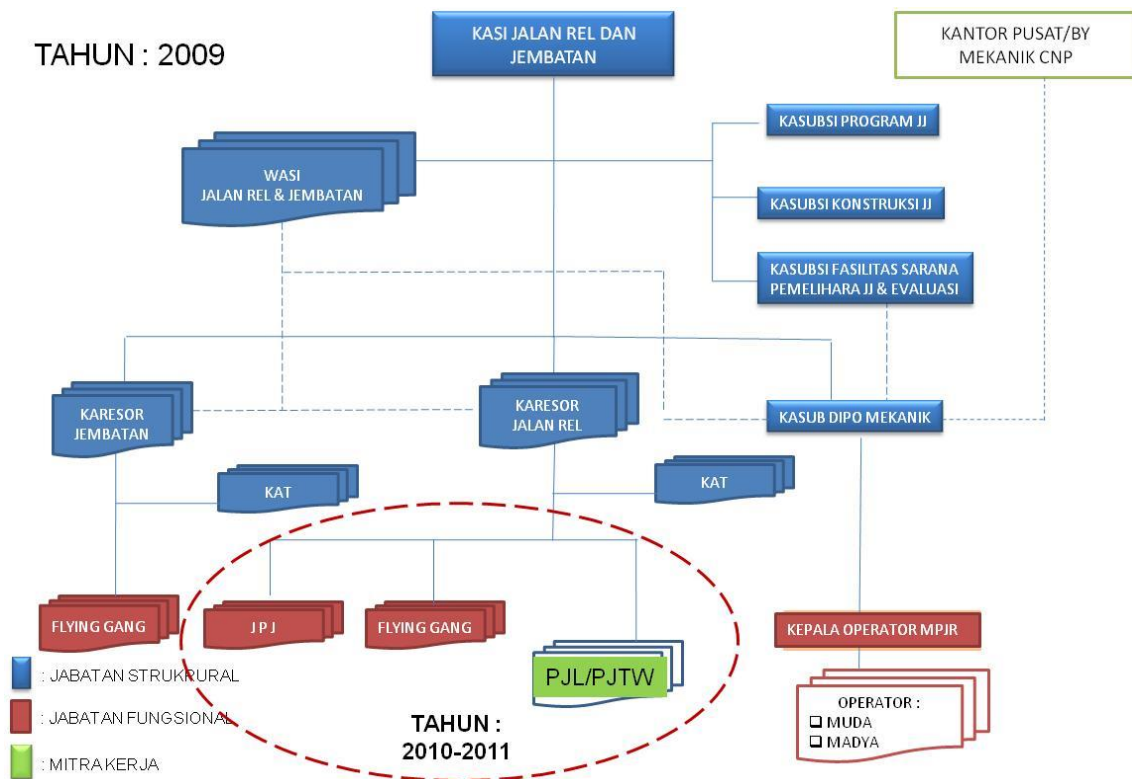 TAHUN : 2009
KASI JALAN REL DAN
JEMBATAN
KANTOR PUSAT/BY
MEKANIK CNP
KASUBSI PROGRAM JJ
WASI
JALAN REL & JEMBATAN
KASUBSI KONSTRUKSI JJ
KASUBSI FASILITAS SARANA
PEMELIHARA JJ & EVALUASI
KARESOR
JEMBATAN
KARESOR
JALAN REL
KASUB DIPO MEKANIK
KAT
KAT
FLYING GANG
J P J
FLYING GANG
KEPALA OPERATOR MPJR
PJL/PJTW
: JABATAN STRUKRURAL
: JABATAN FUNGSIONAL
: MITRA KERJA
TAHUN :
2010-2011
OPERATOR :
MUDA
MADYA